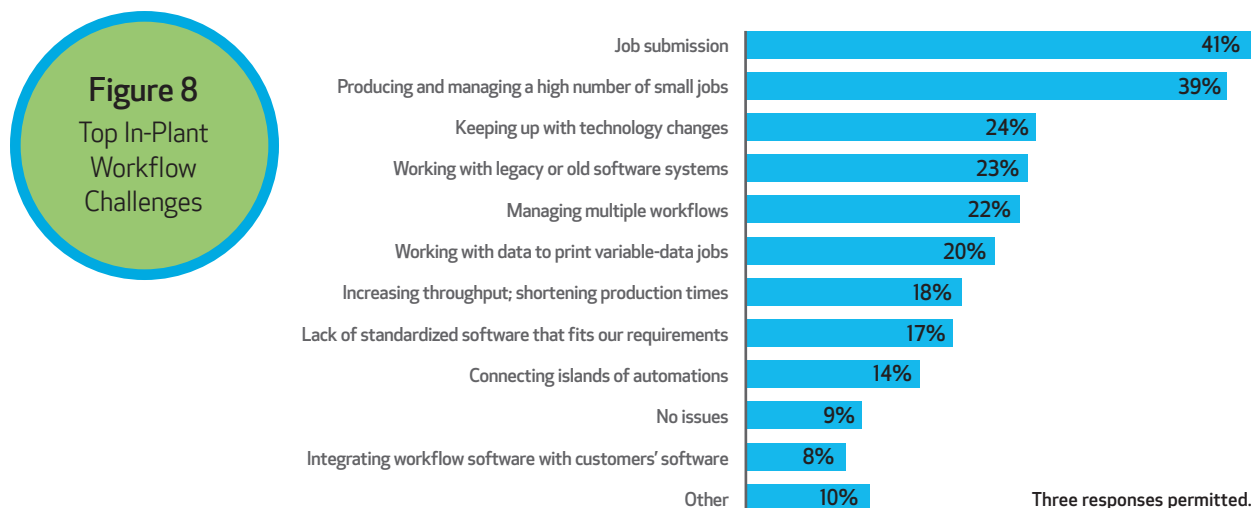 Figure 8
Top In-Plant
Workflow
Challenges
Job submission 41%
Producing and managing a high number of small jobs 39%
Keeping up with technology changes 24%
Working with legacy or old software systems 23%
Managing multiple workflows 22%
Working with data to print variable-data jobs 20%
Increasing throughput; shortening production times 18%
Lack of standardized software that fits our requirements 17%
Connecting islands of automations 14%
No issues 9%
Integrating workflow software with customers’ software 8%
Other 10%
Three responses permitted.